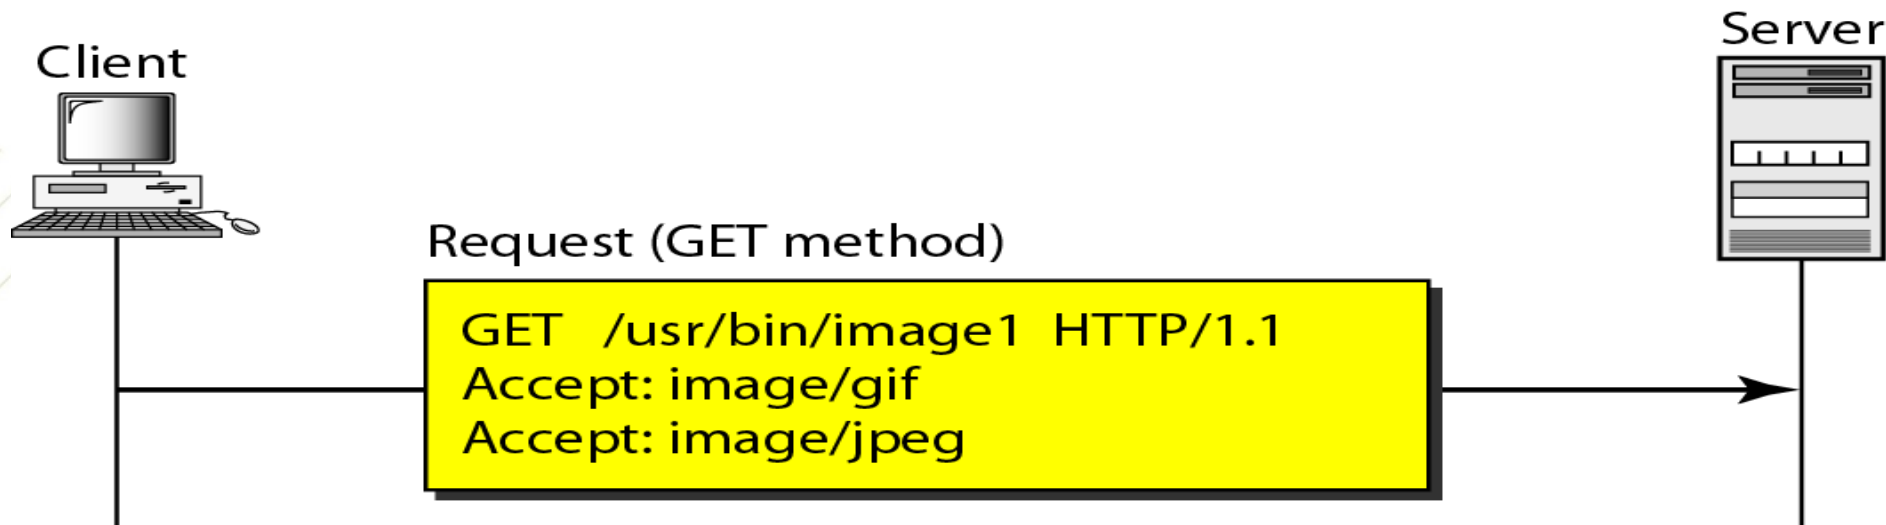 Client
Server
Request (GET method)
GET /usr/bin/image1 HTTP/1.1
Accept: image/gif
Accept: image/jpeg